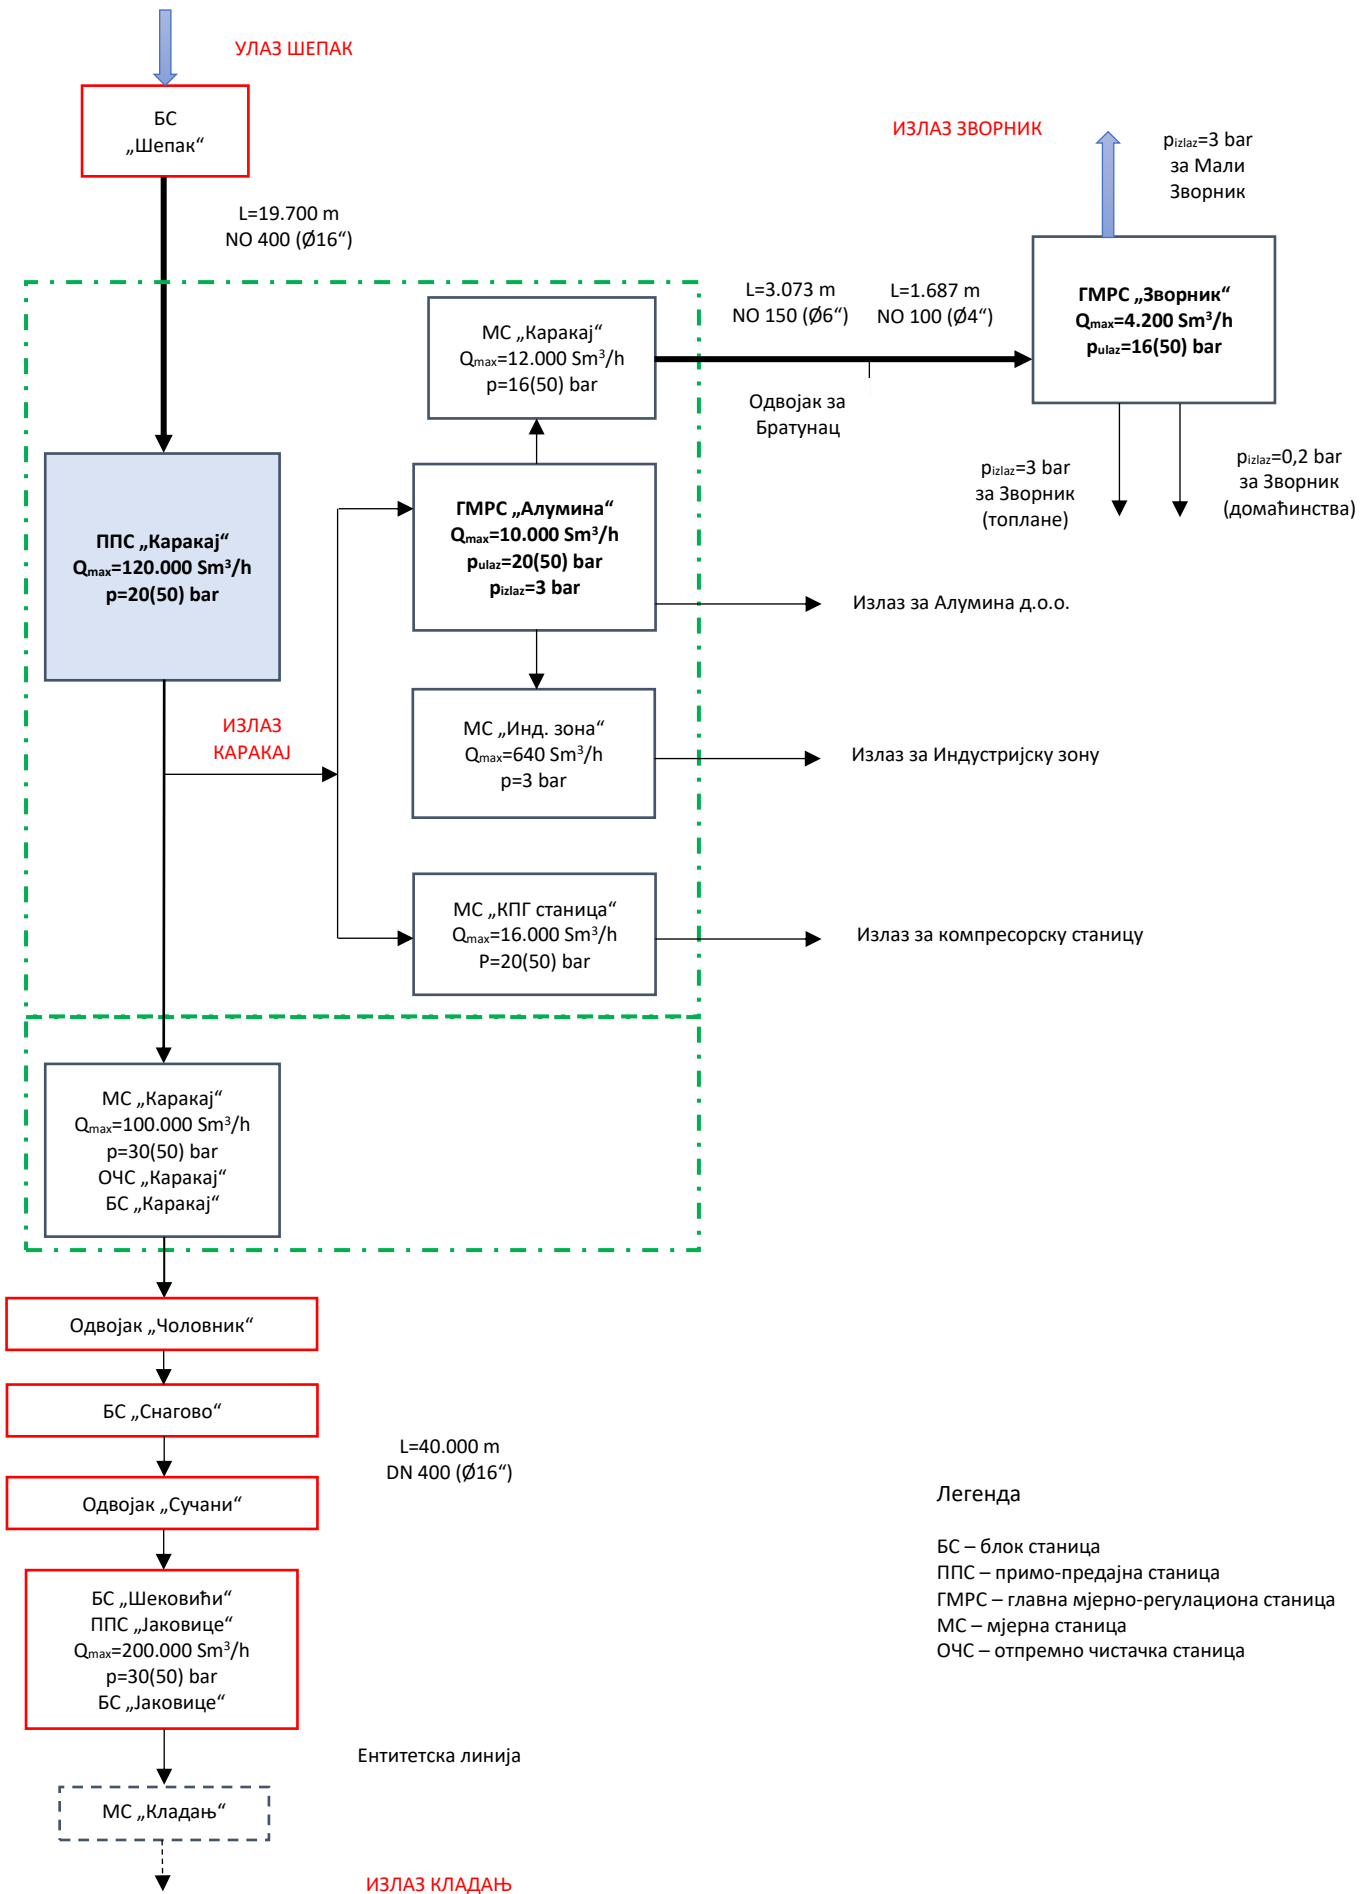 УЛАЗ ШЕПАК
БС
„Шепак“
L=19.700 m
NO 400 (Ø16“)
ИЗЛАЗ ЗВОРНИК
pizlaz=3 bar
за Мали
Зворник
L=3.073 m
NO 150 (Ø6“)
L=1.687 m
NO 100 (Ø4“)
ГМРС „Зворник“
Qmax=4.200 Sm³/h
pulaz=16(50) bar
МС „Каракај“
Qmax=12.000 Sm³/h
p=16(50) bar
Одвојак за
Братунац
pizlaz=3 bar
за Зворник
(топлане)
pizlaz=0,2 bar
за Зворник
(домаћинства)
ППС „Каракај“
Qmax=120.000 Sm³/h
p=20(50) bar
ГМРС „Алумина“
Qmax=10.000 Sm³/h
pulaz=20(50) bar
pizlaz=3 bar
Излаз за Алумина д.о.о.
ИЗЛАЗ
КАРАКАЈ
МС „Инд. зона“
Qmax=640 Sm³/h
p=3 bar
Излаз за Индустријску зону
МС „КПГ станица“
Qmax=16.000 Sm³/h
P=20(50) bar
Излаз за компресорску станицу
МС „Каракај“
Qmax=100.000 Sm³/h
p=30(50) bar
ОЧС „Каракај“
БС „Каракај“
Одвојак „Чоловник“
БС „Снагово“
L=40.000 m
DN 400 (Ø16“)
Одвојак „Сучани“
БС „Шековићи“
ППС „Јаковице“
Qmax=200.000 Sm³/h
p=30(50) bar
БС „Јаковице“
Легенда
БС – блок станица
ППС – примо-предајна станица
ГМРС – главна мјерно-регулациона станица
МС – мјерна станица
ОЧС – отпремно чистачка станица
Ентитетска линија
МС „Кладањ“
ИЗЛАЗ КЛАДАЊ